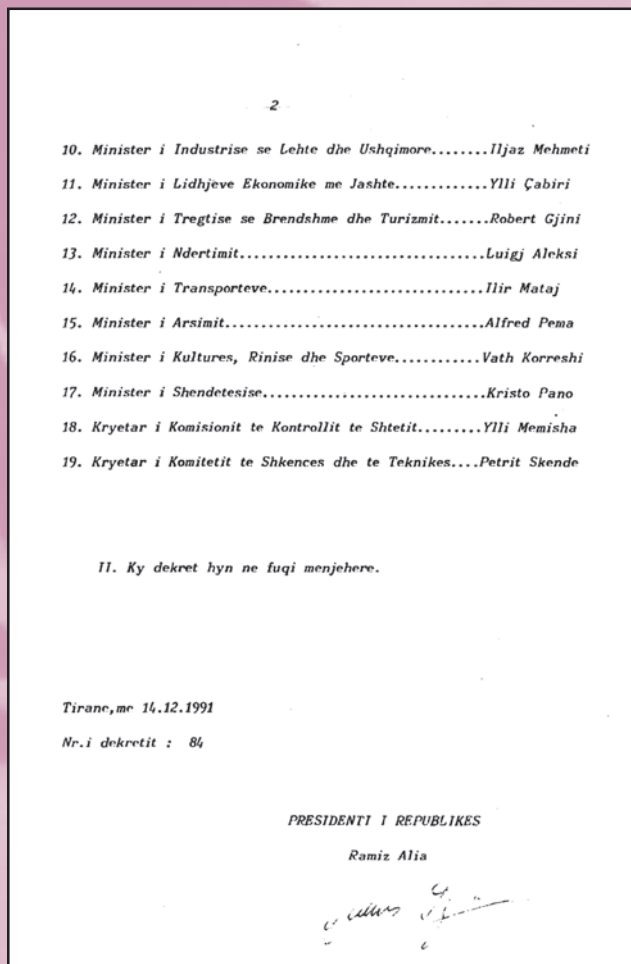 2
10. Minister i Industrise se Lehte dhe Ushqimore........Iljaz Mehmeti
11. Minister i Lidhjeve Ekonomike me Jashte.............Ylli Çabiri
12. Minister i Tregtise se Brendshme dhe Turizmit.......Robert Gjini
13. Minister i Ndertimit.................................Luigj Aleksi
14. Minister i Transporteve.............................Ilir Mataj
15. Minister i Arsimit...................................Alfred Pema
16. Minister i Kultures, Rinise dhe Sporteve............Vath Korreshi
17. Minister i Shendetesise..............................Kristo Pano
18. Kryetar i Komisionit te Kontrollit te Shtetit.........Ylli Memisha
19. Kryetar i Komitetit te Shkences dhe te Teknikes....Petrit Skende
II. Ky dekret hyn ne fuqi menjehere.
Tirane,me 14.12.1991
Nr.i dekretit : 84
PRESIDENTI I REPUBLIKES
Ramiz Alia